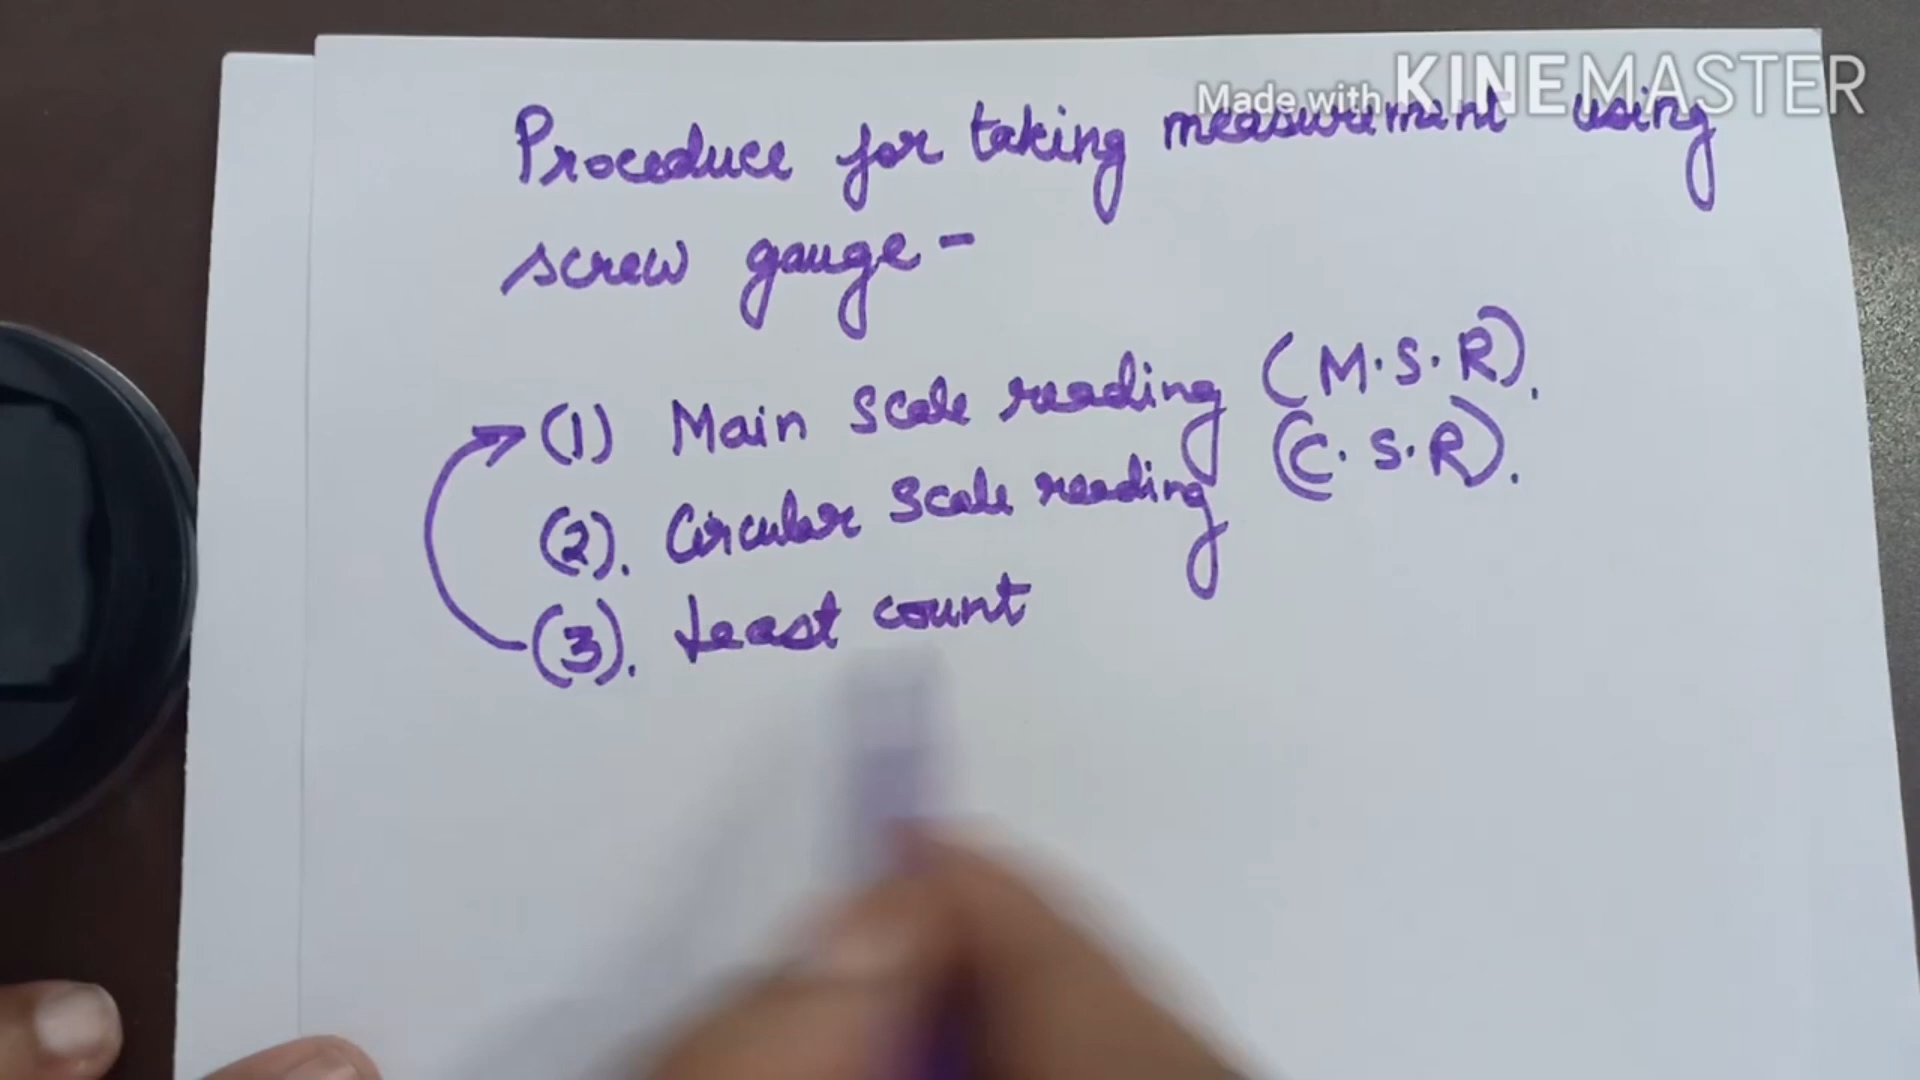 Made with KINEMASTER
Proceduce for taking measurement using
screw gauge -
(1) Main Scale reading (M.S.R).
(2). Circular Scale reading (C.S.R).
(3). Least count